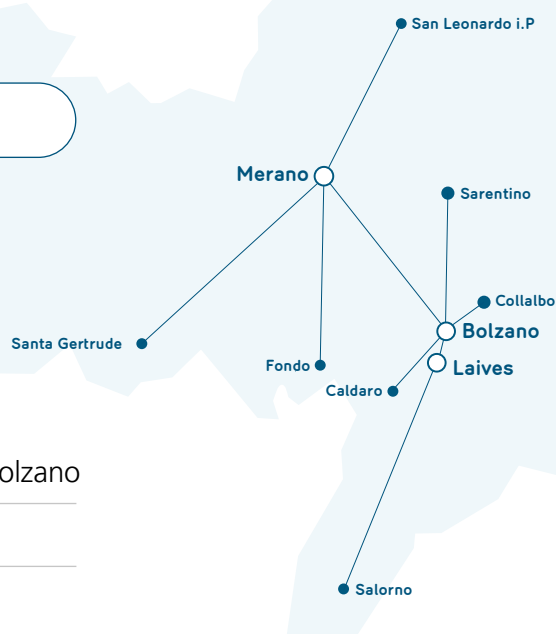 San Leonardo i.P
Merano
Sarentino
Collalbo
Bolzano
Santa Gertrude
Fondo
Laives
Caldaro
olzano
Salorno